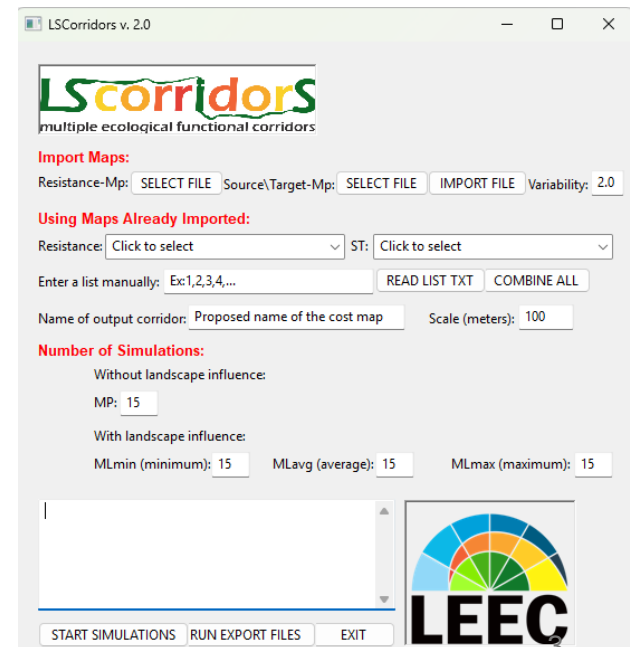 LSCorridors v. 2.0
LScorridorS
multiple ecological functional corridors
Import Maps:
Resistance-Mp: SELECT FILE Source\Target-Mp: SELECT FILE IMPORT FILE Variability: 2.0
Using Maps Already Imported:
Resistance: Click to select ST: Click to select
Enter a list manually: Ex:1,2,3,4,... READ LIST TXT COMBINE ALL
Name of output corridor: Proposed name of the cost map Scale (meters): 100
Number of Simulations:
Without landscape influence:
MP: 15
With landscape influence:
MLmin (minimum): 15 MLavg (average): 15 MLmax (maximum): 15
LEEC
START SIMULATIONS RUN EXPORT FILES EXIT
3